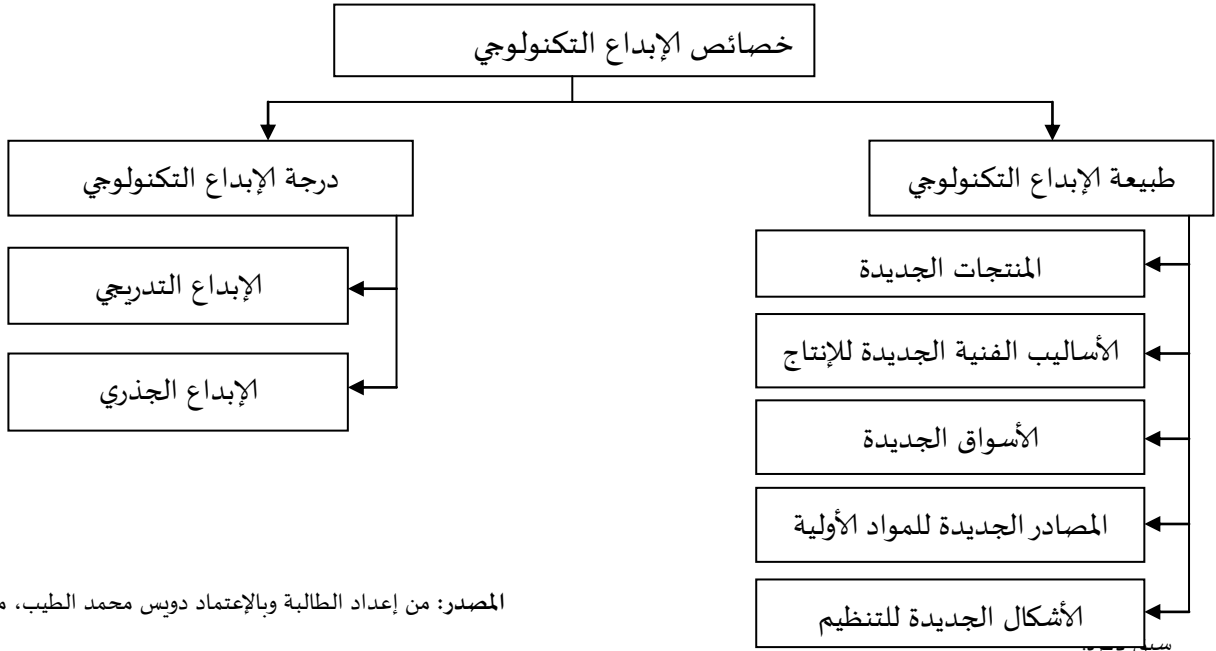 خصائص الإبداع التكنولوجي
طبيعة الإبداع التكنولوجي
المنتجات الجديدة
الأساليب الفنية الجديدة للإنتاج
الأسواق الجديدة
المصادر الجديدة للمواد الأولية
الأشكال الجديدة للتنظيم
درجة الإبداع التكنولوجي
الإبداع التدريجي
الإبداع الجذري
المصدر: من إعداد الطالبة وبالإعتماد دويس محمد الطيب،